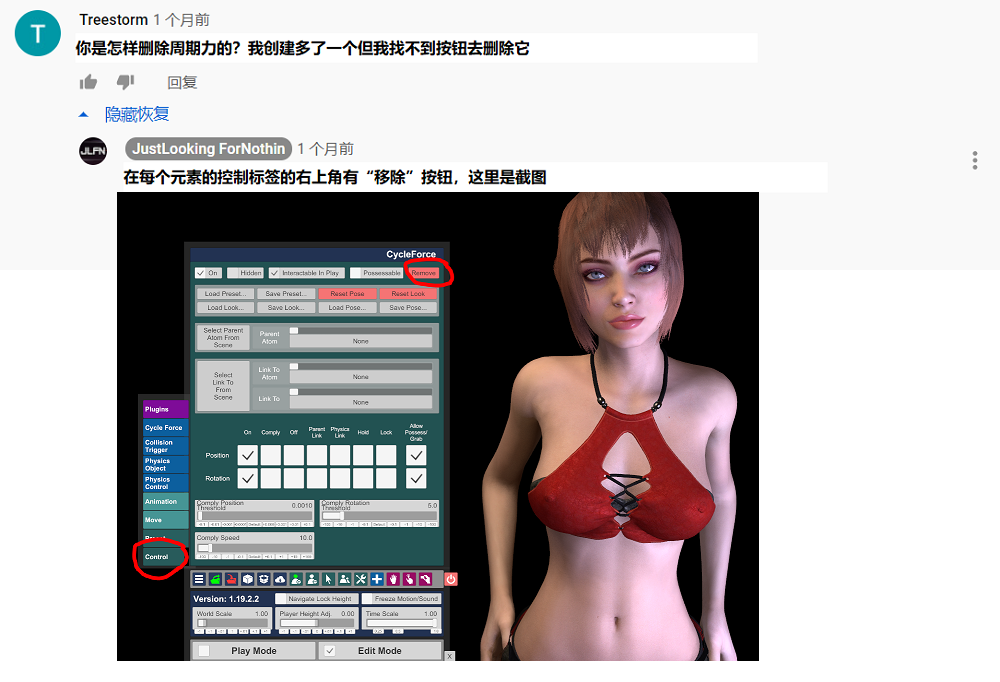 T
Treestorm 1 个月前
你是怎样删除周期力的？我创建多了一个但我找不到按钮去删除它
回复
隐藏恢复
JLFN
JustLooking ForNothin 1 个月前
在每个元素的控制标签的右上角有“移除”按钮，这里是截图
CycleForce
On Hidden Interactable In Play Possessable Remove
Load Preset... Save Preset... Reset Pose Reset Look
Load Look... Save Look... Load Pose... Save Pose...
Select Parent
Atom From
Scene
Parent
Atom
None
Select
Link To
From
Scene
Link To
Atom
None
Link To
None
On Comply Off Parent Link Physics Link Hold Lock Allow Possess/ Grab
Position
Rotation
Comply Position
Threshold 0.0010
Comply Rotation
Threshold 5.0
Comply Speed 10.0
Plugins
Cycle Force
Collision
Trigger
Physics
Object
Physics
Control
Animation
Move
Control
Version: 1.19.2.2
Navigate Lock Height
Freeze Motion/Sound
World Scale 1.00
Player Height Adj. 0.00
Time Scale 1.00
Play Mode
Edit Mode
X